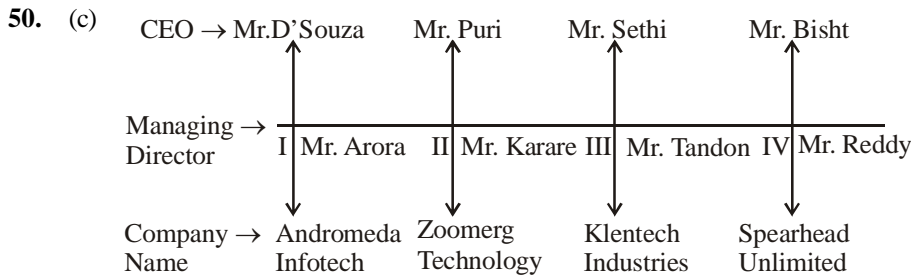 50. (c)
CEO → Mr.D'Souza Mr. Puri Mr. Sethi Mr. Bisht
Managing → Director
I Mr. Arora II Mr. Karare III Mr. Tandon IV Mr. Reddy
Company → Name
Andromeda Infotech
Zoomerg Technology
Klentech Industries
Spearhead Unlimited